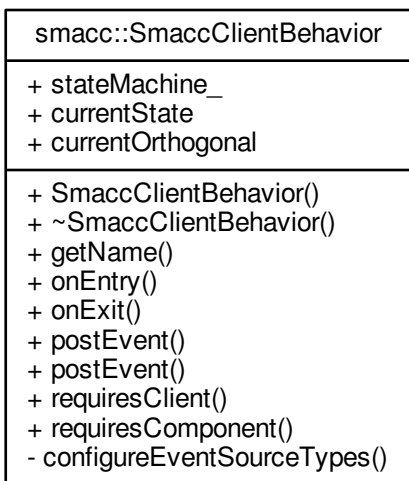 smacc::SmaccClientBehavior
+ stateMachine_
+ currentState
+ currentOrthogonal
+ SmaccClientBehavior()
+ ~SmaccClientBehavior()
+ getName()
+ onEntry()
+ onExit()
+ postEvent()
+ postEvent()
+ requiresClient()
+ requiresComponent()
- configureEventSourceTypes()